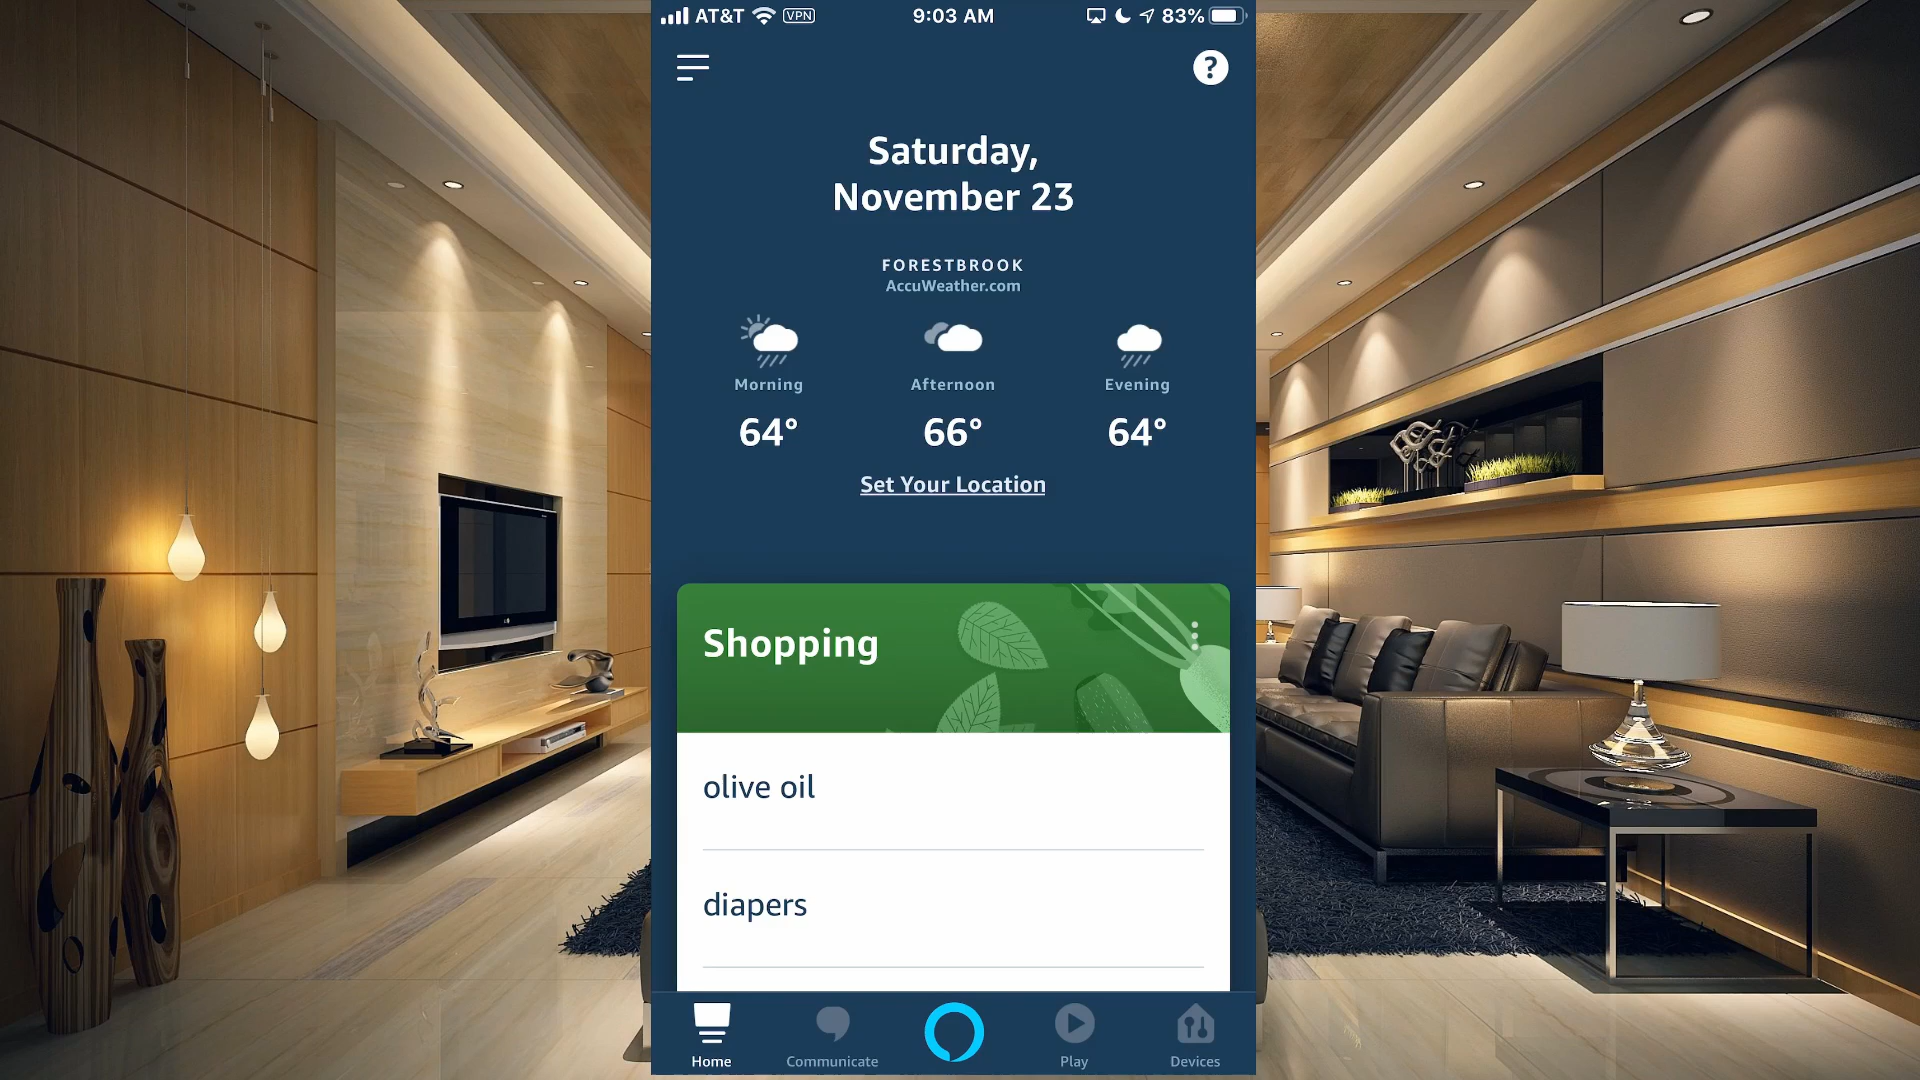 AT&T VPN 9:03 AM 83%
?
Saturday,
November 23
FORESTBROOK
AccuWeather.com
Morning Afternoon Evening
64° 66° 64°
Set Your Location
Shopping
olive oil
diapers
Home Communicate Play Devices